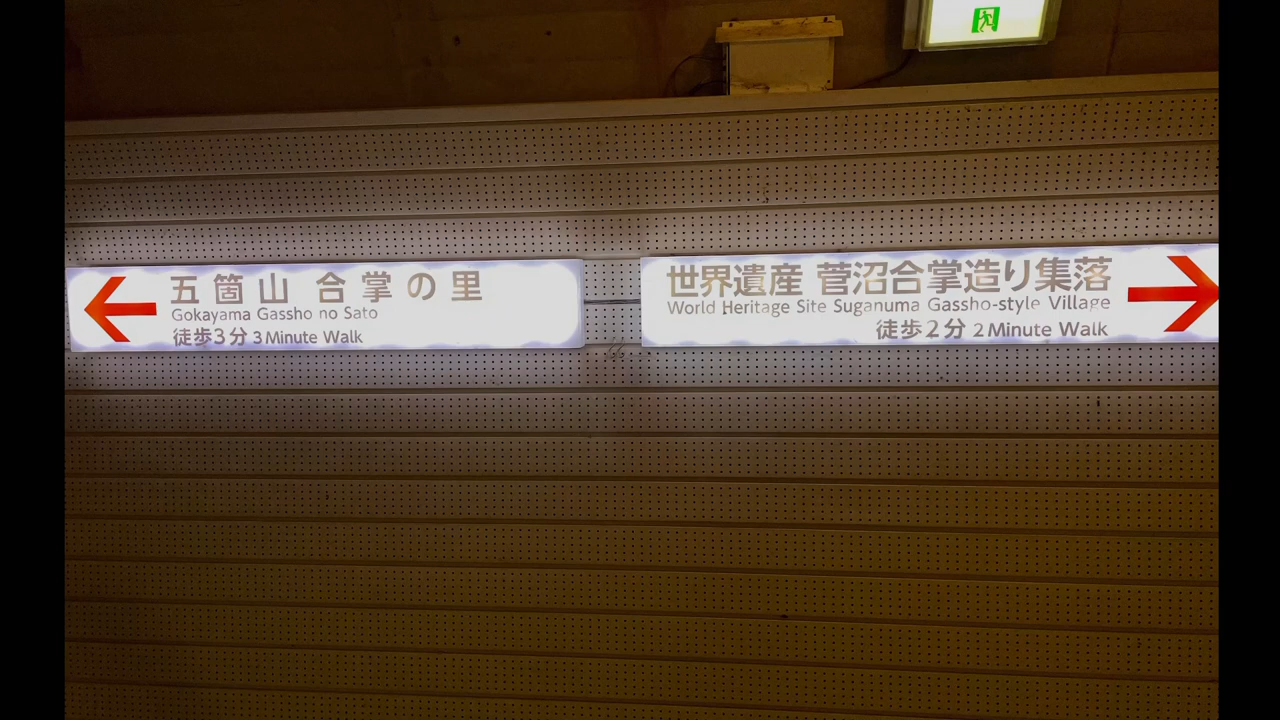 五箇山 合掌の里
Gokayama Gassho no Sato
徒歩3分 3 Minute Walk
世界遺産 菅沼合掌造り集落
World Heritage Site Suganuma Gassho-style Village
徒歩2分 2 Minute Walk